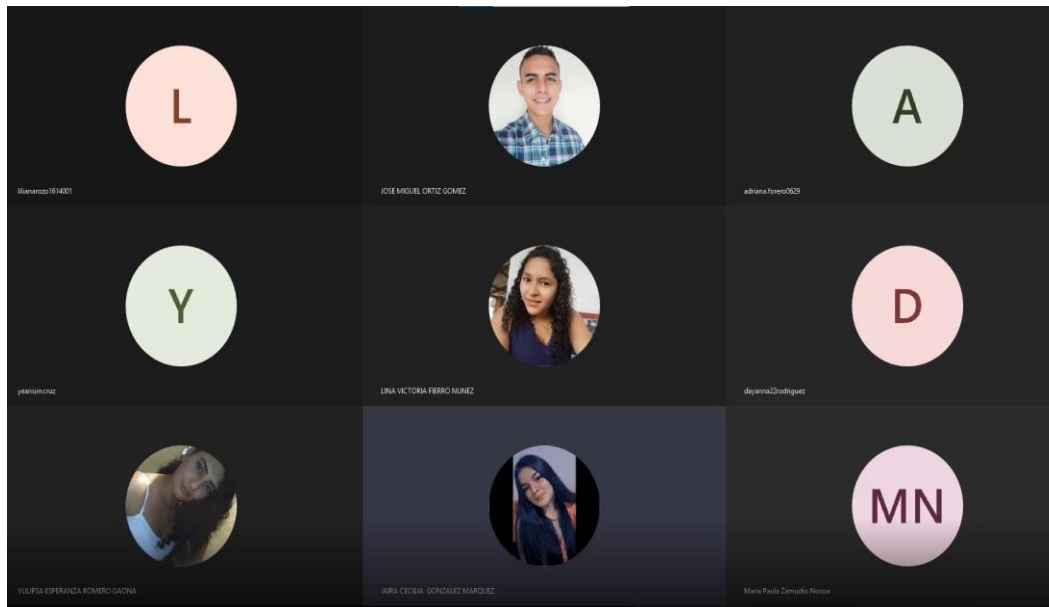 L
lilianarozo1614001
JOSE MIGUEL ORTIZ GOMEZ
A
adriana.forero0629
Y
yeansimcruz
LINA VICTORIA FIERRO NUNEZ
D
dayanna22rodriguez
YULIPSA ESPERANZA ROMERO GAONA
JAIRA CECILIA GONZALEZ MARQUEZ
MN
Maria Paula Zamudio Novoa